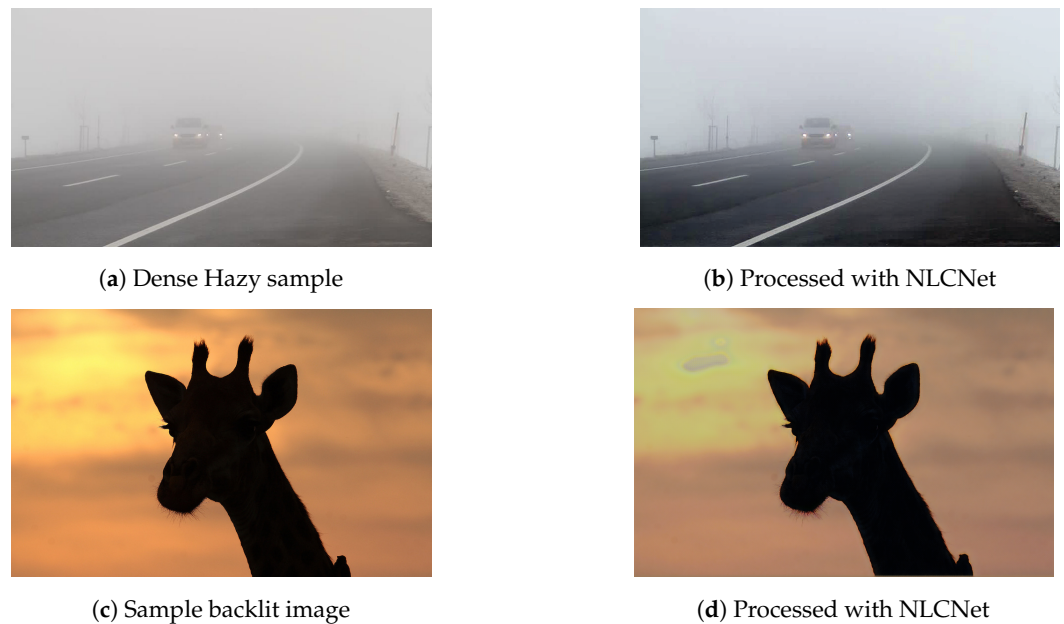 (a) Dense Hazy sample
(b) Processed with NLCNet
(c) Sample backlit image
(d) Processed with NLCNet